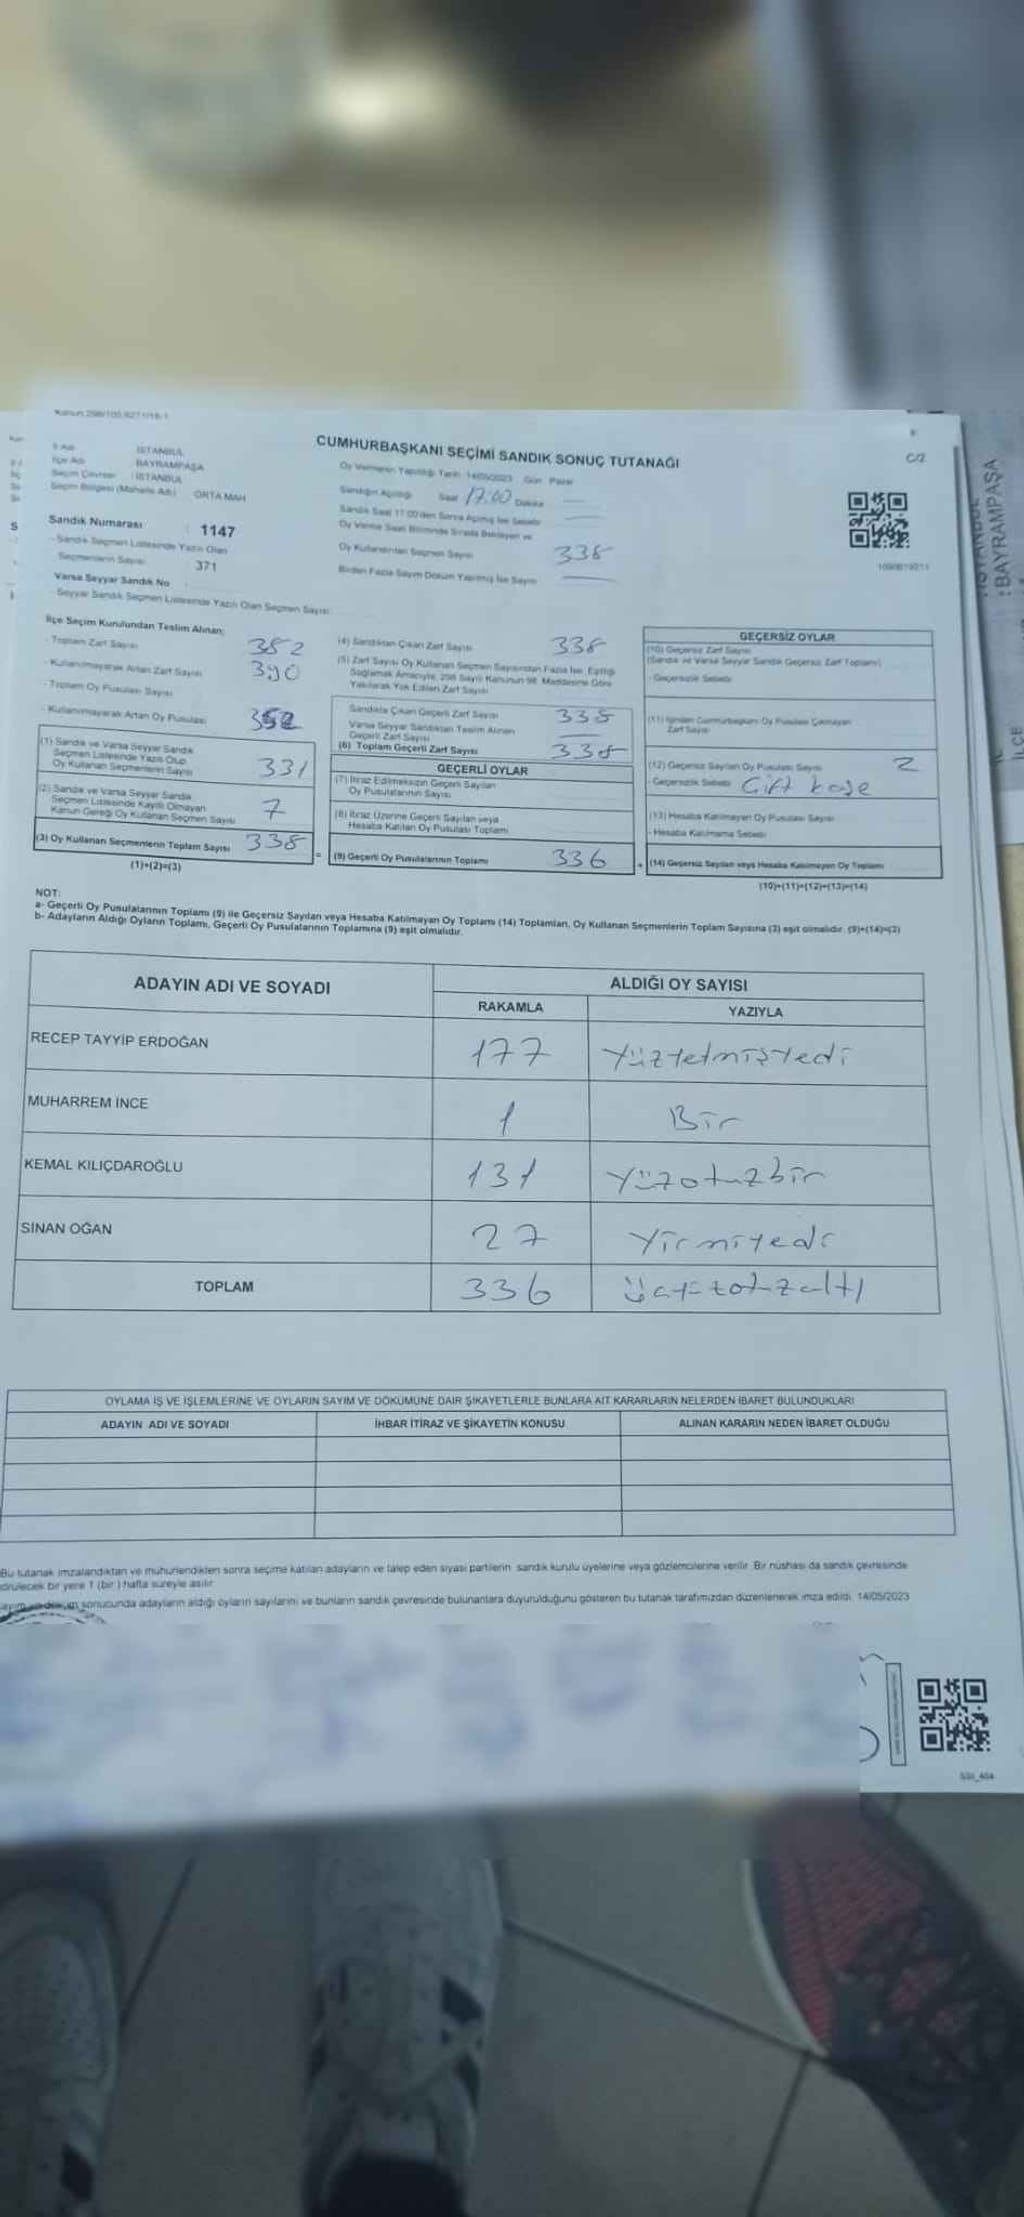 Kanun:298/105,6271/18-1
CUMHURBAŞKANI SEÇİMİ SANDIK SONUÇ TUTANAĞI
C/2
İl Adı : İSTANBUL
İlçe Adı : BAYRAMPAŞA
Seçim Çevresi : İSTANBUL
Seçim Bölgesi (Mahalle Adı) : ORTA MAH
Sandık Numarası : 1147
- Sandık Seçmen Listesinde Yazılı Olan
Seçmenlerin Sayısı : 371
Varsa Seyyar Sandık No
- Seyyar Sandık Seçmen Listesinde Yazılı Olan Seçmen Sayısı:
Oy Vermenin Yapıldığı Tarih: 14/05/2023 Gün: Pazar
Sandığın Açıldığı Saat 17.00 Dakika
Sandık Saat 17:00'den Sonra Açılmış İse Sebebi
Oy Verme Saati Bitiminde Sırada Bekleyen ve
Oy Kullandırılan Seçmen Sayısı 338
Birden Fazla Sayım Döküm Yapılmış İse Sayısı
İlçe Seçim Kurulundan Teslim Alınan;
- Toplam Zarf Sayısı 382
- Kullanılmayarak Artan Zarf Sayısı 390
- Toplam Oy Pusulası Sayısı
- Kullanılmayarak Artan Oy Pusulası 352
(1) Sandık ve Varsa Seyyar Sandık
Seçmen Listesinde Yazılı Olup
Oy Kullanan Seçmenlerin Sayısı 331
(2) Sandık ve Varsa Seyyar Sandık
Seçmen Listesinde Kayıtlı Olmayan
Kanun Gereği Oy Kullanan Seçmen Sayısı 7
(3) Oy Kullanan Seçmenlerin Toplam Sayısı 338
(1)+(2)=(3)
(4) Sandıktan Çıkan Zarf Sayısı 338
(5) Zarf Sayısı Oy Kullanan Seçmen Sayısından Fazla İse, Eşitliği
Sağlamak Amacıyla, 298 Sayılı Kanunun 98. Maddesine Göre
Yakılarak Yok Edilen Zarf Sayısı
Sandıkta Çıkan Geçerli Zarf Sayısı 338
Varsa Seyyar Sandıktan Teslim Alınan
Geçerli Zarf Sayısı
(6) Toplam Geçerli Zarf Sayısı 338
GEÇERLİ OYLAR
(7) İtiraz Edilmeksizin Geçerli Sayılan
Oy Pusulalarının Sayısı
(8) İtiraz Üzerine Geçerli Sayılan veya
Hesaba Katılan Oy Pusulası Toplamı
= (9) Geçerli Oy Pusulalarının Toplamı 336
GEÇERSİZ OYLAR
(10) Geçersiz Zarf Sayısı
(Sandık ve Varsa Seyyar Sandık Geçersiz Zarf Toplamı)
- Geçersizlik Sebebi
(11) İçinden Cumhurbaşkanı Oy Pusulası Çıkmayan
Zarf Sayısı
(12) Geçersiz Sayılan Oy Pusulası Sayısı 2
- Geçersizlik Sebebi Çift kaşe
(13) Hesaba Katılmayan Oy Pusulası Sayısı
- Hesaba Katılmama Sebebi
+ (14) Geçersiz Sayılan veya Hesaba Katılmayan Oy Toplamı
(10)+(11)+(12)+(13)=(14)
NOT:
a- Geçerli Oy Pusulalarının Toplamı (9) ile Geçersiz Sayılan veya Hesaba Katılmayan Oy Toplamı (14) Toplamları, Oy Kullanan Seçmenlerin Toplam Sayısına (3) eşit olmalıdır. (9)+(14)=(3)
b- Adayların Aldığı Oyların Toplamı, Geçerli Oy Pusulalarının Toplamına (9) eşit olmalıdır.
ADAYIN ADI VE SOYADI
ALDIĞI OY SAYISI
RAKAMLA YAZIYLA
RECEP TAYYİP ERDOĞAN 177 Yüzyetmişyedi
MUHARREM İNCE 1 Bir
KEMAL KILIÇDAROĞLU 131 Yüzotuzbir
SİNAN OĞAN 27 Yirmiyedi
TOPLAM 336 üçyüzotuzaltı
OYLAMA İŞ VE İŞLEMLERİNE VE OYLARIN SAYIM VE DÖKÜMÜNE DAİR ŞİKAYETLERLE BUNLARA AİT KARARLARIN NELERDEN İBARET BULUNDUKLARI
ADAYIN ADI VE SOYADI İHBAR İTİRAZ VE ŞİKAYETİN KONUSU ALINAN KARARIN NEDEN İBARET OLDUĞU
Bu tutanak imzalandıktan ve mühürlendikten sonra seçime katılan adayların ve talep eden siyasi partilerin sandık kurulu üyelerine veya gözlemcilerine verilir. Bir nüshası da sandık çevresinde
görülecek bir yere 1 (bir) hafta süreyle asılır.
sonucunda adayların aldığı oyların sayılarını ve bunların sandık çevresinde bulunanlara duyurulduğunu gösteren bu tutanak tarafımızdan düzenlenerek imza edildi. 14/05/2023
:BAYRAMPAŞA